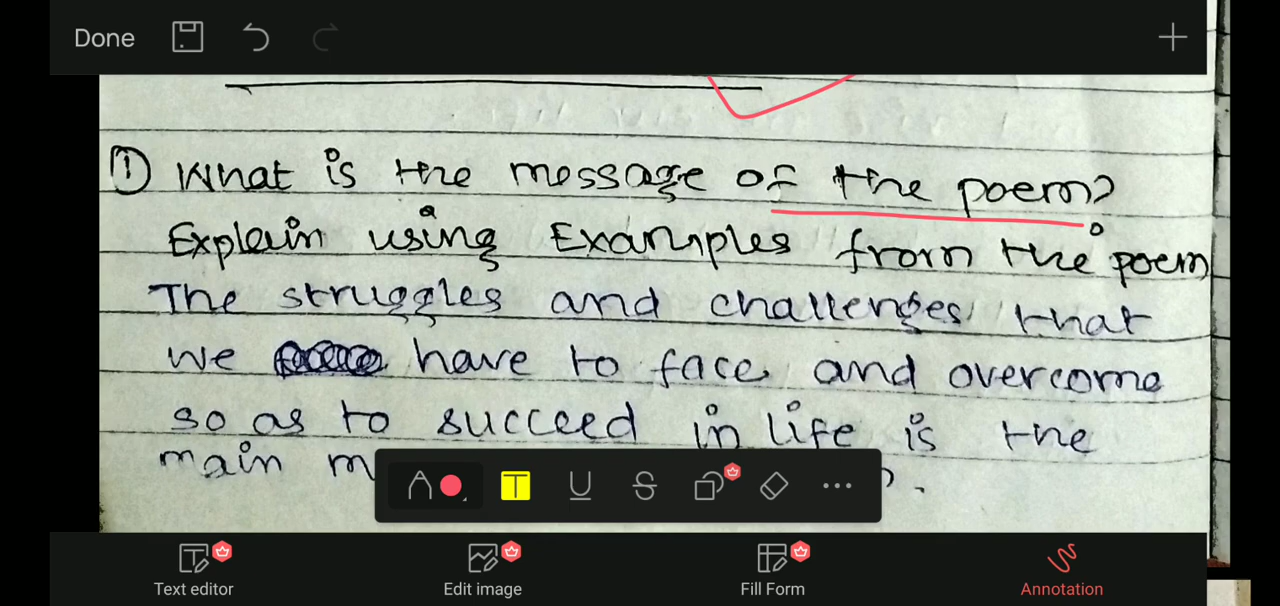 Done
① What is the message of the poem?
Explain using Examples from the poem
The struggles and challenges that
we have to face and overcome
so as to succeed in life is the
main
Text editor
Edit image
Fill Form
Annotation